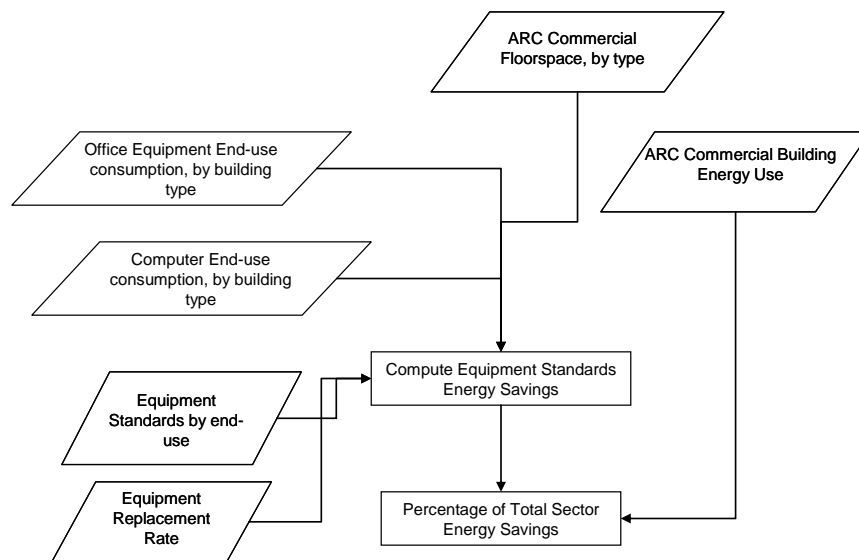 ARC Commercial
Floorspace, by type
Office Equipment End-use
consumption, by building
type
ARC Commercial Building
Energy Use
Computer End-use
consumption, by building
type
Compute Equipment Standards
Energy Savings
Equipment
Standards by end-
use
Equipment
Replacement
Rate
Percentage of Total Sector
Energy Savings